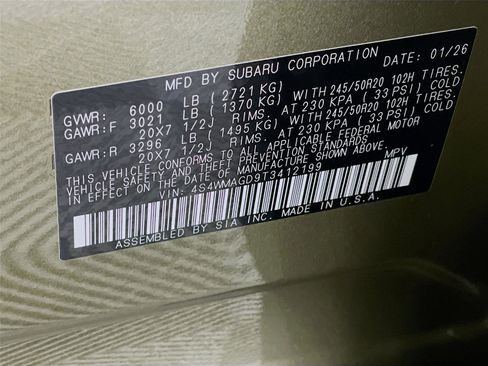 MFD BY SUBARU CORPORATION DATE: 01/26
GVWR: 6000 LB ( 2721 KG)
GAWR: F 3021 LB ( 1370 KG) WITH 245/50R20 102H TIRES.
20X7 1/2J RIMS. AT 230 KPA ( 33 PSI) COLD
GAWR: R 3296 LB ( 1495 KG) WITH 245/50R20 102H TIRES.
20X7 1/2J RIMS. AT 230 KPA ( 33 PSI) COLD
THIS VEHICLE CONFORMS TO ALL APPLICABLE FEDERAL MOTOR
VEHICLE SAFETY AND THEFT PREVENTION STANDARDS
IN EFFECT ON THE DATE OF MANUFACTURE SHOWN ABOVE.
VIN: 4S4WMAGD9T3412199 MPV
ASSEMBLED BY SIA INC. MADE IN U.S.A.